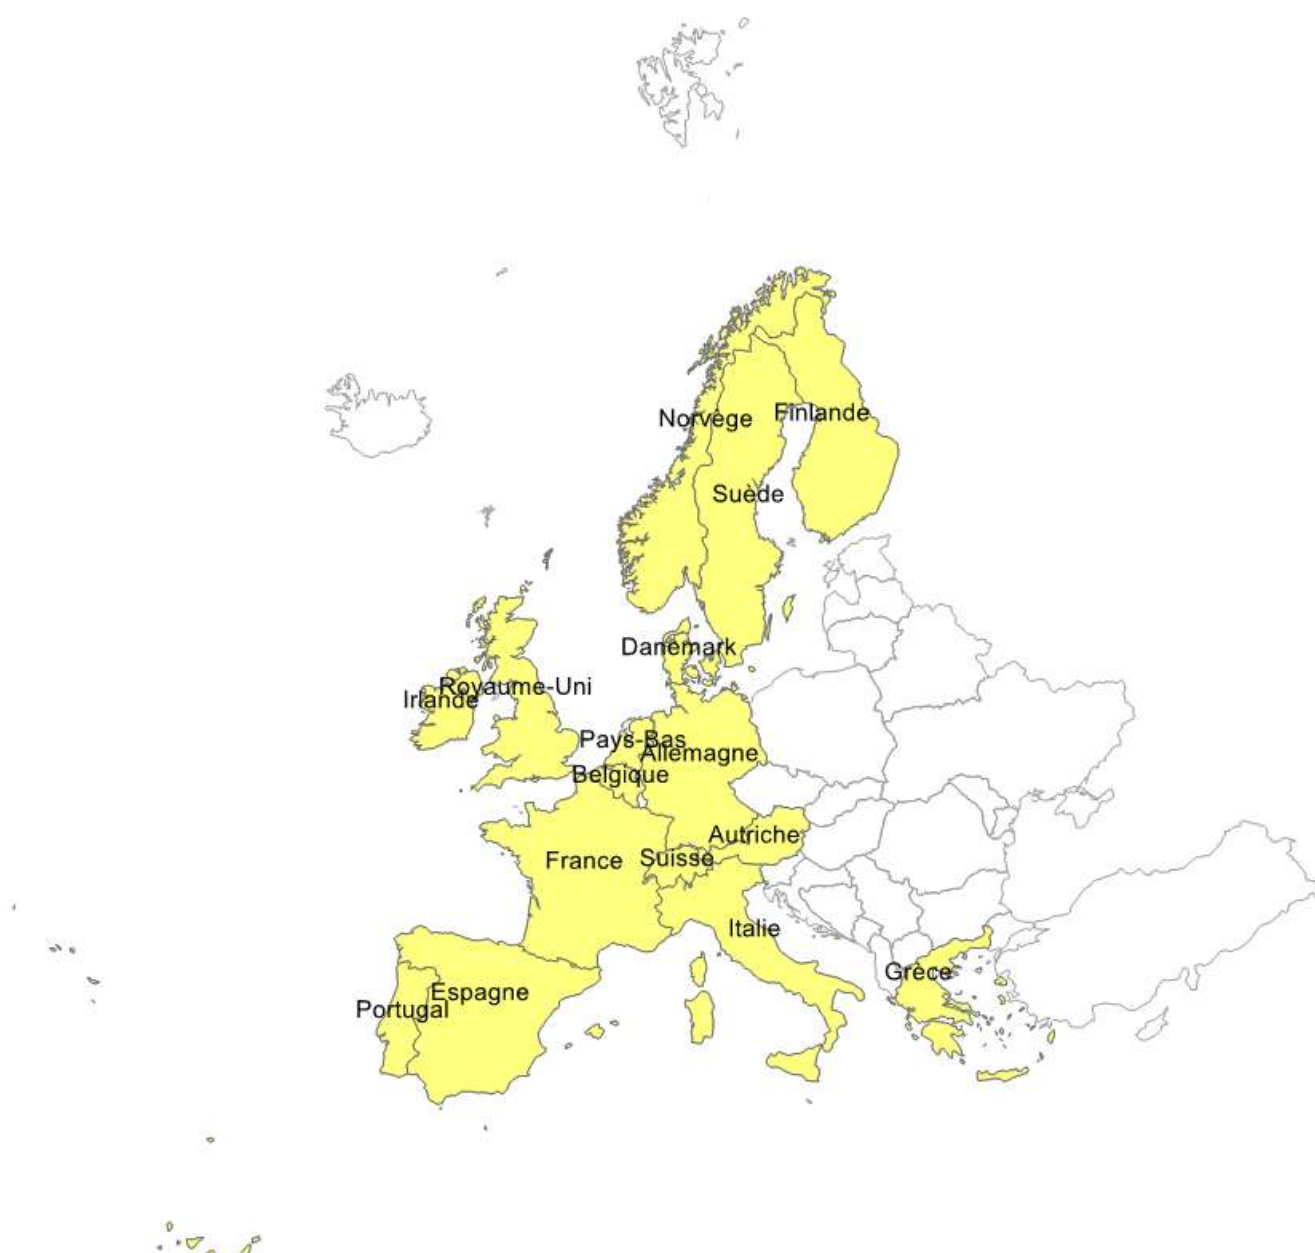 Norvège
Finlande
Suède
Danemark
Royaume-Uni
Irlande
Pays-Bas
Allemagne
Belgique
Autriche
France
Suisse
Italie
Grèce
Espagne
Portugal